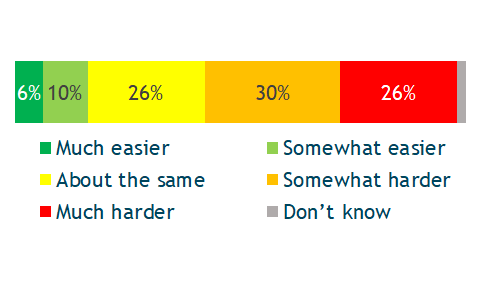 6% 10% 26% 30% 26%
Much easier Somewhat easier
About the same Somewhat harder
Much harder Don’t know